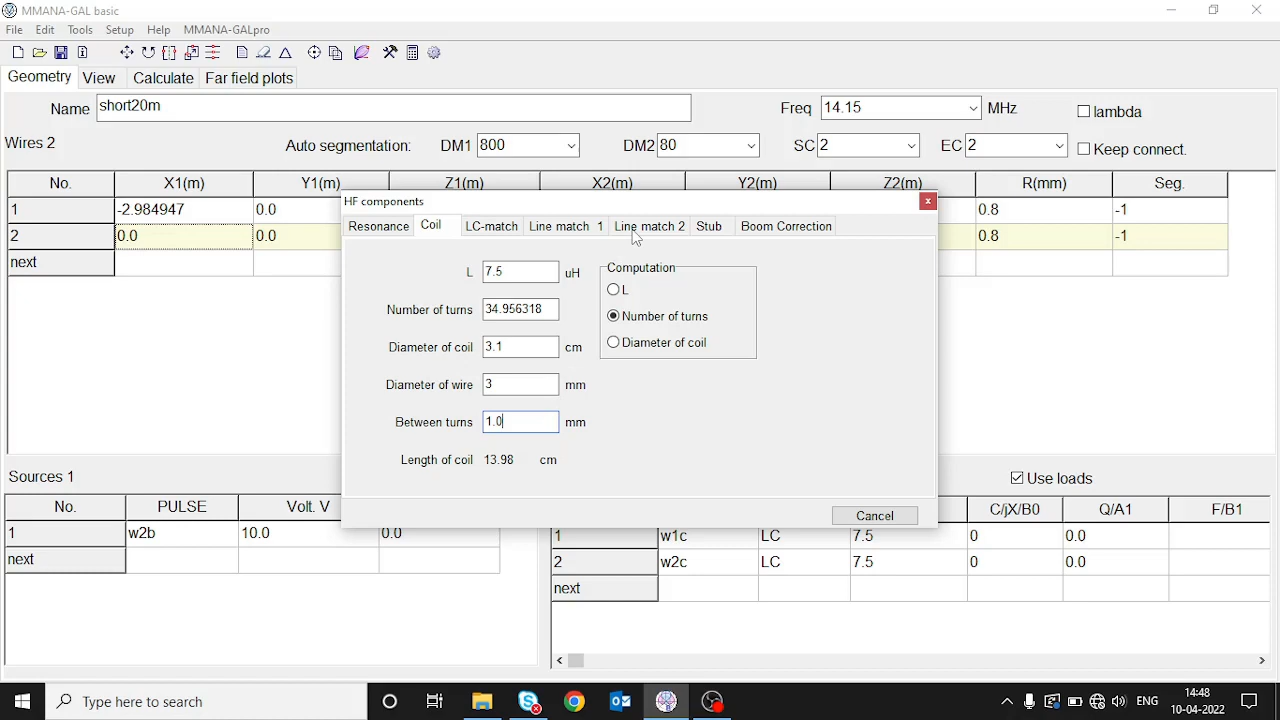 MMANA-GAL basic
File Edit Tools Setup Help MMANA-GALpro
Geometry View Calculate Far field plots
Name short20m Freq 14.15 MHz lambda
Wires 2 Auto segmentation: DM1 800 DM2 80 SC 2 EC 2 Keep connect.
No. X1(m) Y1(m) Z1(m) X2(m) Y2(m) Z2(m) R(mm) Seg.
1 -2.984947 0.0 0.8 -1
2 0.0 0.0 0.8 -1
next
HF components x
Resonance Coil LC-match Line match 1 Line match 2 Stub Boom Correction
L 7.5 uH
Number of turns 34.956318
Diameter of coil 3.1 cm
Diameter of wire 3 mm
Between turns 1.0 mm
Length of coil 13.98 cm
Computation
L
Number of turns
Diameter of coil
Cancel
Sources 1
No. PULSE Volt. V
1 w2b 10.0 0.0
next
Use loads
C/jX/B0 Q/A1 F/B1
1 w1c LC 7.5 0 0.0
2 w2c LC 7.5 0 0.0
next
Type here to search
ENG 14:48
10-04-2022